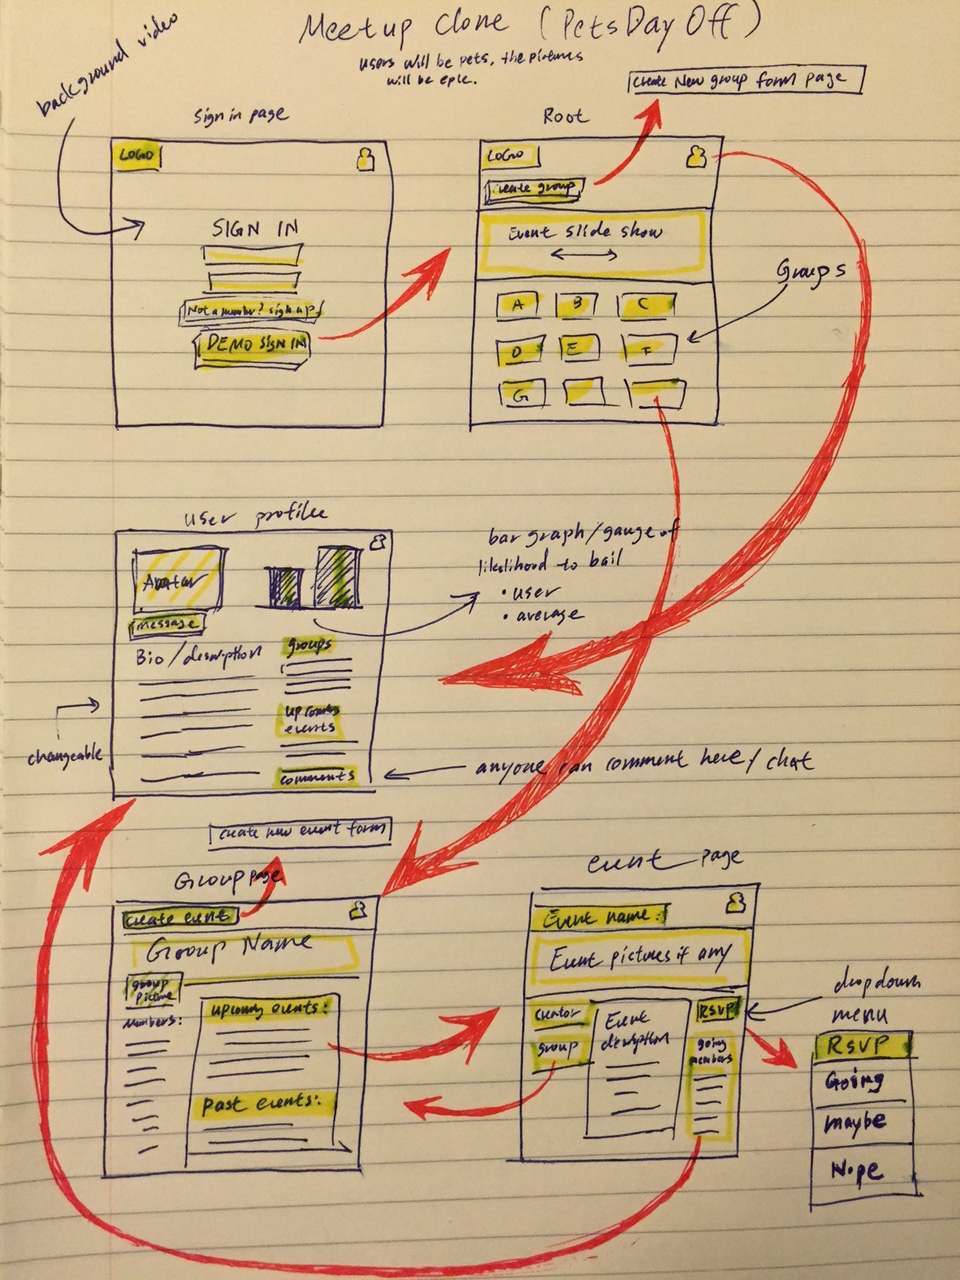 Meetup Clone (PetsDayOff)
users will be pets, the pictures
will be epic.
background video
Create New group form page
Sign in page
Root
LOGO
SIGN IN
Not a member? sign up!
DEMO SIGN IN
LOGO
create group
Event slide show
Groups
A B C
D E F
G
user profile
Avatar
message
Bio/desription
changeable
groups
upcoming
events
comments
bar graph/gauge of
likelihood to bail
• user
• average
anyone can comment here/chat
create new event form
Group page
create event
Group Name
group
picture
Members:
upcoming events:
past events:
event page
Event name:
Event pictures if any
creator
group
Event
desription
RSVP
going
members
dropdown
menu
RSVP
Going
maybe
Nope